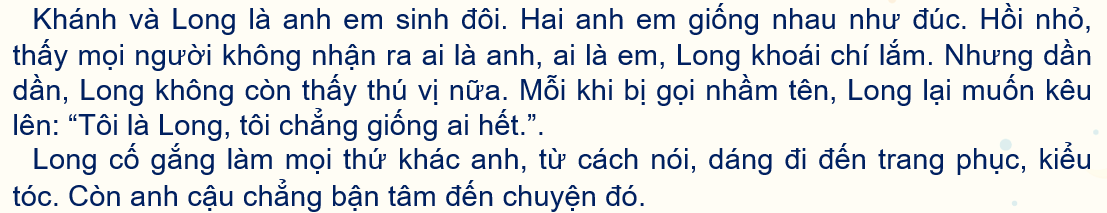 Khánh và Long là anh em sinh đôi. Hai anh em giống nhau như đúc. Hồi nhỏ,
thấy mọi người không nhận ra ai là anh, ai là em, Long khoái chí lắm. Nhưng dần
dần, Long không còn thấy thú vị nữa. Mỗi khi bị gọi nhầm tên, Long lại muốn kêu
lên: “Tôi là Long, tôi chẳng giống ai hết.”.
Long cố gắng làm mọi thứ khác anh, từ cách nói, dáng đi đến trang phục, kiểu
tóc. Còn anh cậu chẳng bận tâm đến chuyện đó.